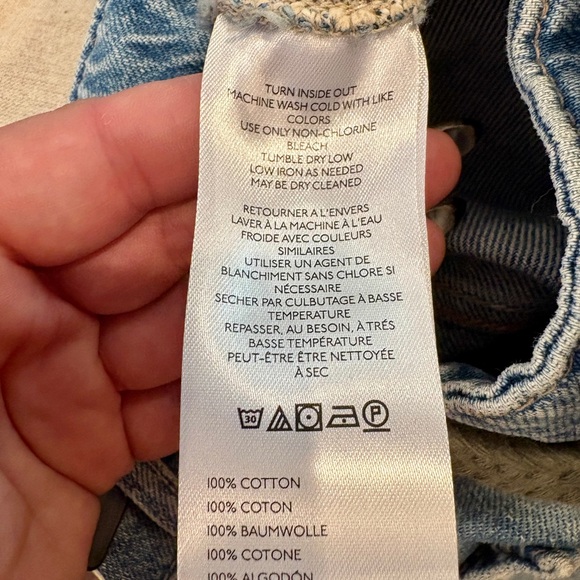 TURN INSIDE OUT
MACHINE WASH COLD WITH LIKE
COLORS
USE ONLY NON-CHLORINE
BLEACH
TUMBLE DRY LOW
LOW IRON AS NEEDED
MAY BE DRY CLEANED
RETOURNER A L'ENVERS
LAVER À LA MACHINE À L'EAU
FROIDE AVEC COULEURS
SIMILAIRES
UTILISER UN AGENT DE
BLANCHIMENT SANS CHLORE SI
NÉCESSAIRE
SECHER PAR CULBUTAGE À BASSE
TEMPERATURE
REPASSER, AU BESOIN, À TRÉS
BASSE TEMPÉRATURE
PEUT-ÊTRE ÊTRE NETTOYÉE
À SEC
30 P
100% COTTON
100% COTON
100% BAUMWOLLE
100% COTONE
100% ALGODÓN